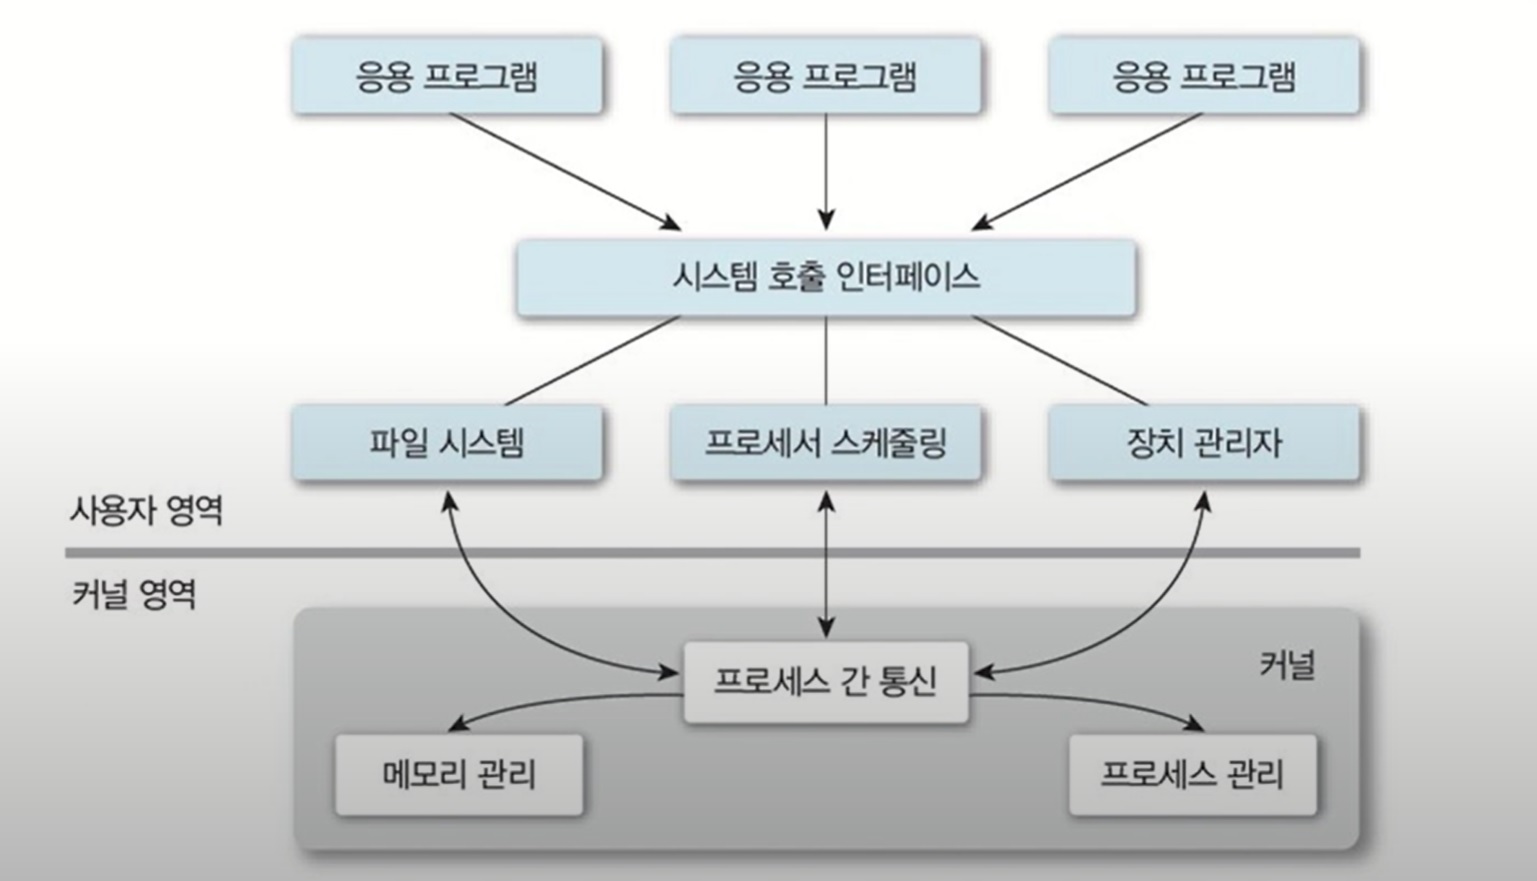 응용 프로그램
응용 프로그램
응용 프로그램
시스템 호출 인터페이스
파일 시스템
프로세서 스케줄링
장치 관리자
사용자 영역
커널 영역
커널
프로세스 간 통신
메모리 관리
프로세스 관리